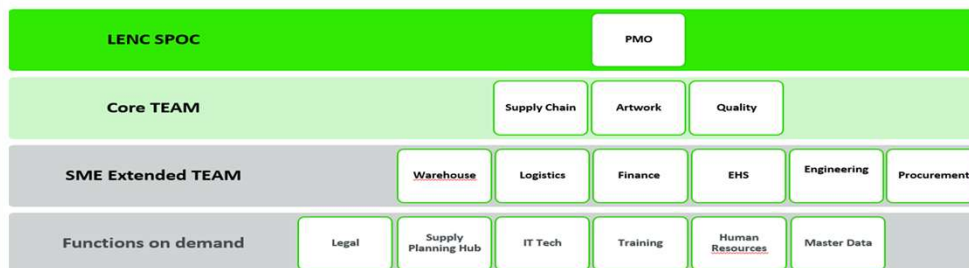 LENC SPOC
PMO
Core TEAM
Supply Chain
Artwork
Quality
SME Extended TEAM
Warehouse
Logistics
Finance
EHS
Engineering
Procurement
Functions on demand
Legal
Supply
Planning Hub
IT Tech
Training
Human
Resources
Master Data